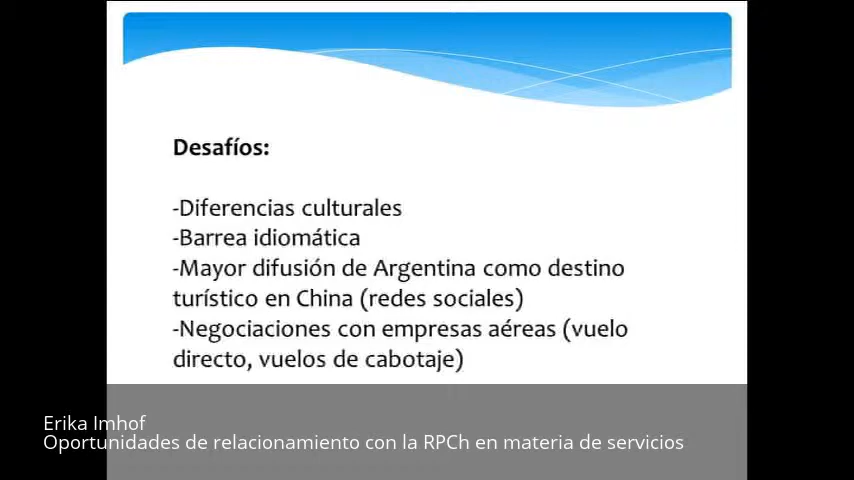 Desafíos:
-Diferencias culturales
-Barrea idiomática
-Mayor difusión de Argentina como destino
turístico en China (redes sociales)
-Negociaciones con empresas aéreas (vuelo
directo, vuelos de cabotaje)
Erika Imhof
Oportunidades de relacionamiento con la RPCh en materia de servicios